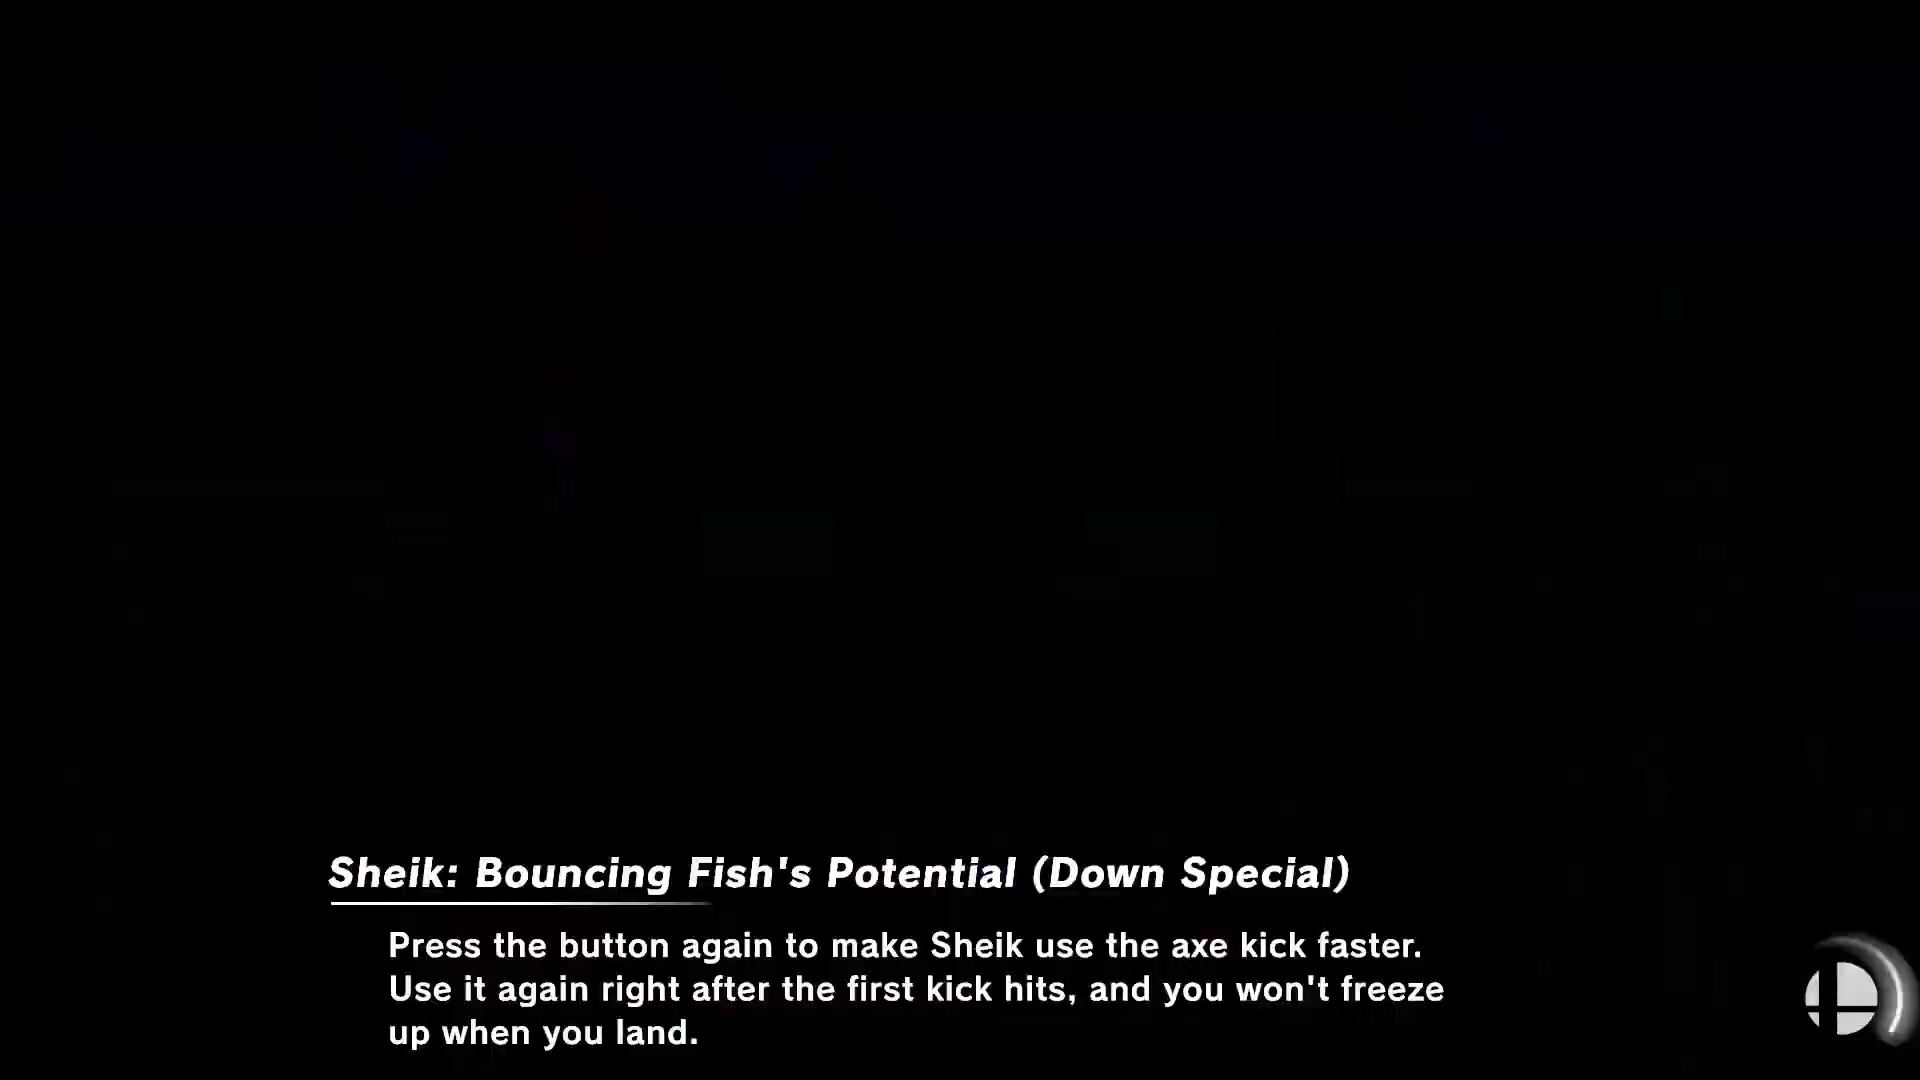 Sheik: Bouncing Fish's Potential (Down Special)
Press the button again to make Sheik use the axe kick faster.
Use it again right after the first kick hits, and you won't freeze
up when you land.